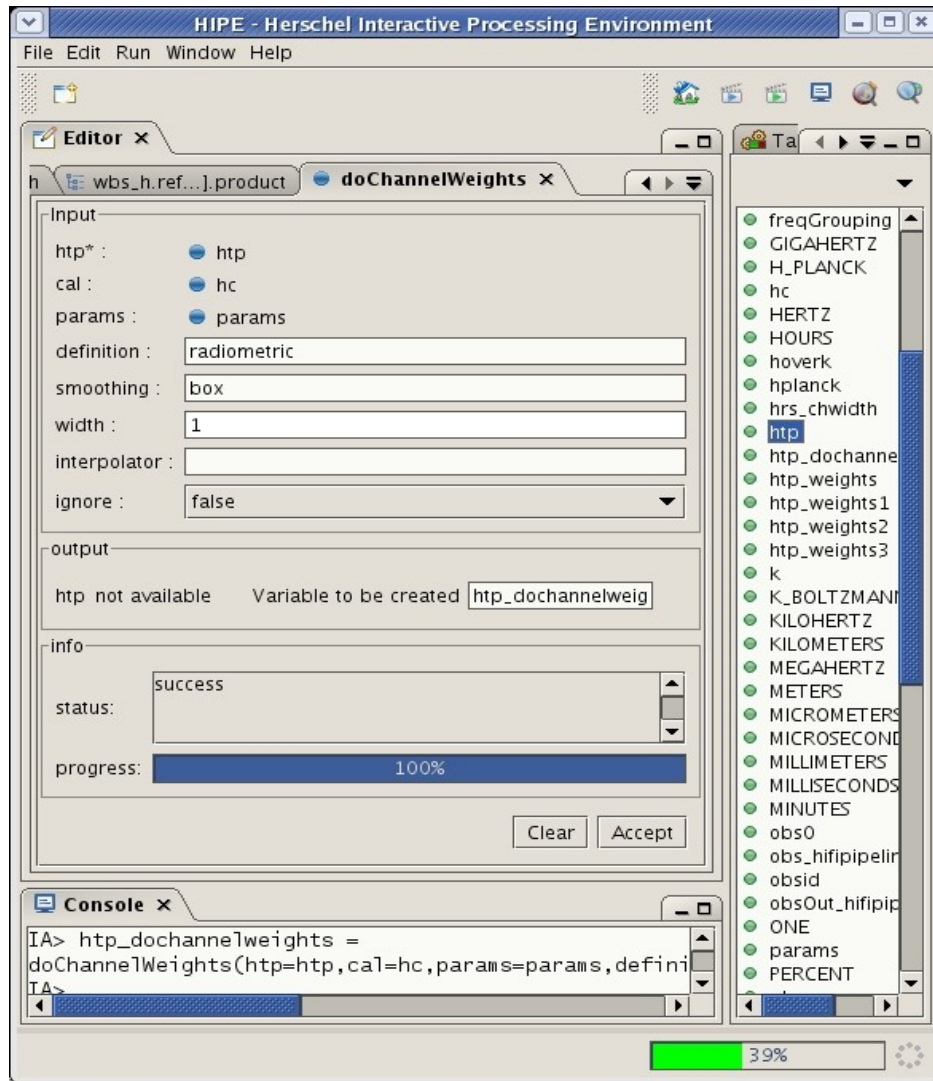 HIPE - Herschel Interactive Processing Environment
File Edit Run Window Help
Editor
Ta
h
wbs_h.ref...].product
doChannelWeights
Input
htp* : htp
cal : hc
params : params
definition : radiometric
smoothing : box
width : 1
interpolator :
ignore : false
output
htp not available Variable to be created htp_dochannelweig
info
status: success
progress: 100%
Clear Accept
freqGrouping
GIGAHERTZ
H_PLANCK
hc
HERTZ
HOURS
hoverk
hplanck
hrs_chwidth
htp
htp_dochanne
htp_weights
htp_weights1
htp_weights2
htp_weights3
k
K_BOLTZMANN
KILOHERTZ
KILOMETERS
MEGAHERTZ
METERS
MICROMETERS
MICROSECOND
MILLIMETERS
MILLISECONDS
MINUTES
obs0
obs_hifipipelin
obsid
obsOut_hifipip
ONE
params
PERCENT
Console
IA> htp_dochannelweights =
doChannelWeights(htp=htp,cal=hc,params=params,defini
IA>
39%